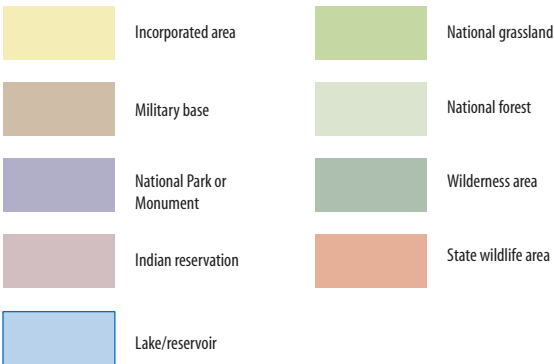 Incorporated area
Military base
National Park or
Monument
Indian reservation
Lake/reservoir
National grassland
National forest
Wilderness area
State wildlife area